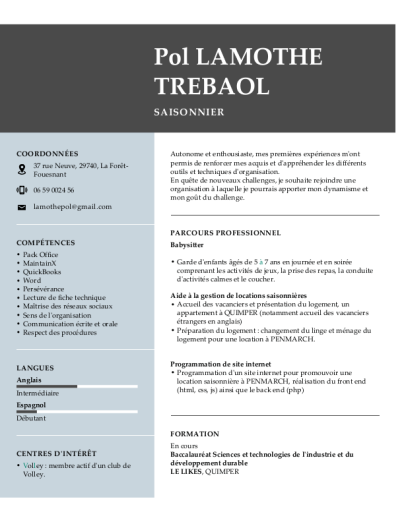 Pol LAMOTHE
TREBAOL
SAISONNIER
COORDONNÉES
37 rue Neuve, 29740, La Forêt-
Fouesnant
06 59 00 24 56
lamothepol@gmail.com
COMPÉTENCES
• Pack Office
• MaintainX
• QuickBooks
• Word
• Persévérance
• Lecture de fiche technique
• Maîtrise des réseaux sociaux
• Sens de l'organisation
• Communication écrite et orale
• Respect des procédures
LANGUES
Anglais
Intermédiaire
Espagnol
Débutant
CENTRES D'INTÉRÊT
• Volley : membre actif d'un club de
Volley.
Autonome et enthousiaste, mes premières expériences m'ont
permis de renforcer mes acquis et d'appréhender les différents
outils et techniques d'organisation.
En quête de nouveaux challenges, je souhaite rejoindre une
organisation à laquelle je pourrais apporter mon dynamisme et
mon goût du challenge.
PARCOURS PROFESSIONNEL
Babysitter
• Garde d'enfants âgés de 5 à 7 ans en journée et en soirée
comprenant les activités de jeux, la prise des repas, la conduite
d'activités calmes et le coucher.
Aide à la gestion de locations saisonnières
• Accueil des vacanciers et présentation du logement, un
appartement à QUIMPER (notamment accueil des vacanciers
étrangers en anglais)
• Préparation du logement : changement du linge et ménage du
logement pour une location à PENMARCH.
Programmation de site internet
• Programmation d'un site internet pour promouvoir une
location saisonnière à PENMARCH, réalisation du front end
(html, css, js) ainsi que le back end (php)
FORMATION
En cours
Baccalauréat Sciences et technologies de l'industrie et du
développement durable
LE LIKES, QUIMPER